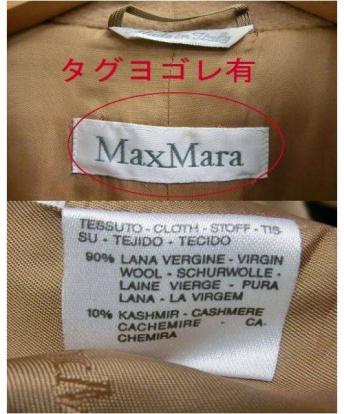 Made in Italy
タグヨゴレ有
MaxMara
TESSUTO - CLOTH - STOFF - TIS-
SU - TEJIDO - TECIDO
90% LANA VERGINE - VIRGIN
WOOL - SCHURWOLLE -
LAINE VIERGE - PURA
LANA - LA VIRGEM
10% KASHMIR - CASHMERE
CACHEMIRE - CA-
CHEMIRA